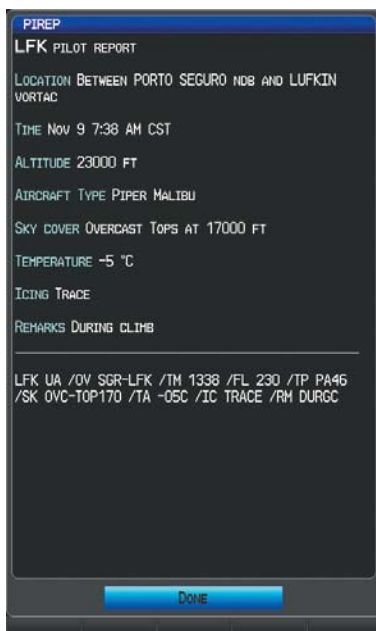 PIREP
LFK PILOT REPORT
LOCATION BETWEEN PORTO SEGURO NDB AND LUFKIN
VORTAC
TIME NOV 9 7:38 AM CST
ALTITUDE 23000 FT
AIRCRAFT TYPE PIPER MALIBU
SKY COVER OVERCAST TOPS AT 17000 FT
TEMPERATURE -5 °C
ICING TRACE
REMARKS DURING CLIMB
LFK UA /OV SGR-LFK /TM 1338 /FL 230 /TP PA46
/SK OVC-TOP170 /TA -05C /IC TRACE /RM DURGC
DONE